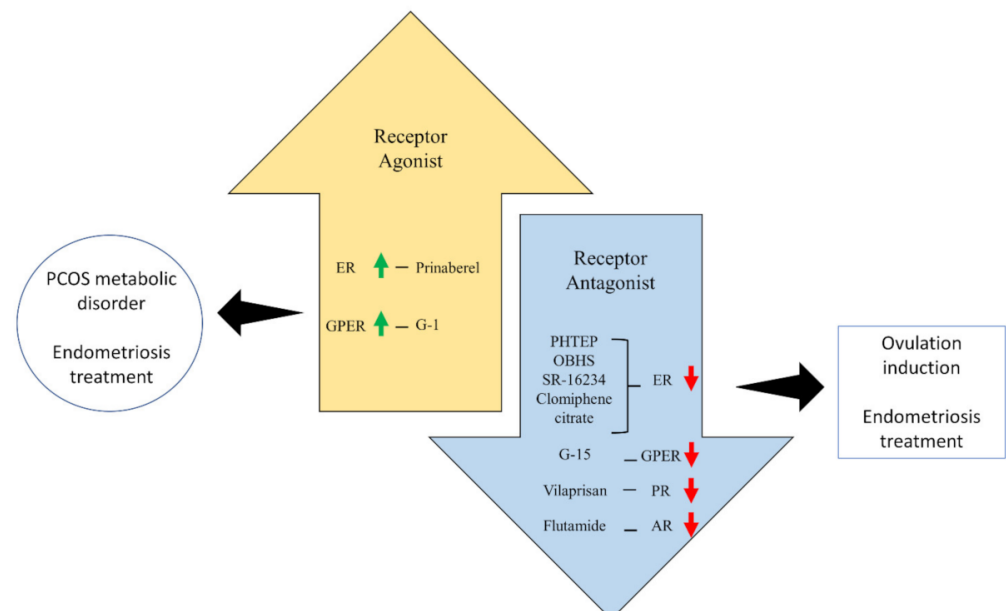 Receptor
Agonist
ER – Prinaberel
GPER – G-1
PCOS metabolic
disorder
Endometriosis
treatment
Receptor
Antagonist
PHTEP
OBHS
SR-16234
Clomiphene
citrate
– ER
G-15 – GPER
Vilaprisan – PR
Flutamide – AR
Ovulation
induction
Endometriosis
treatment